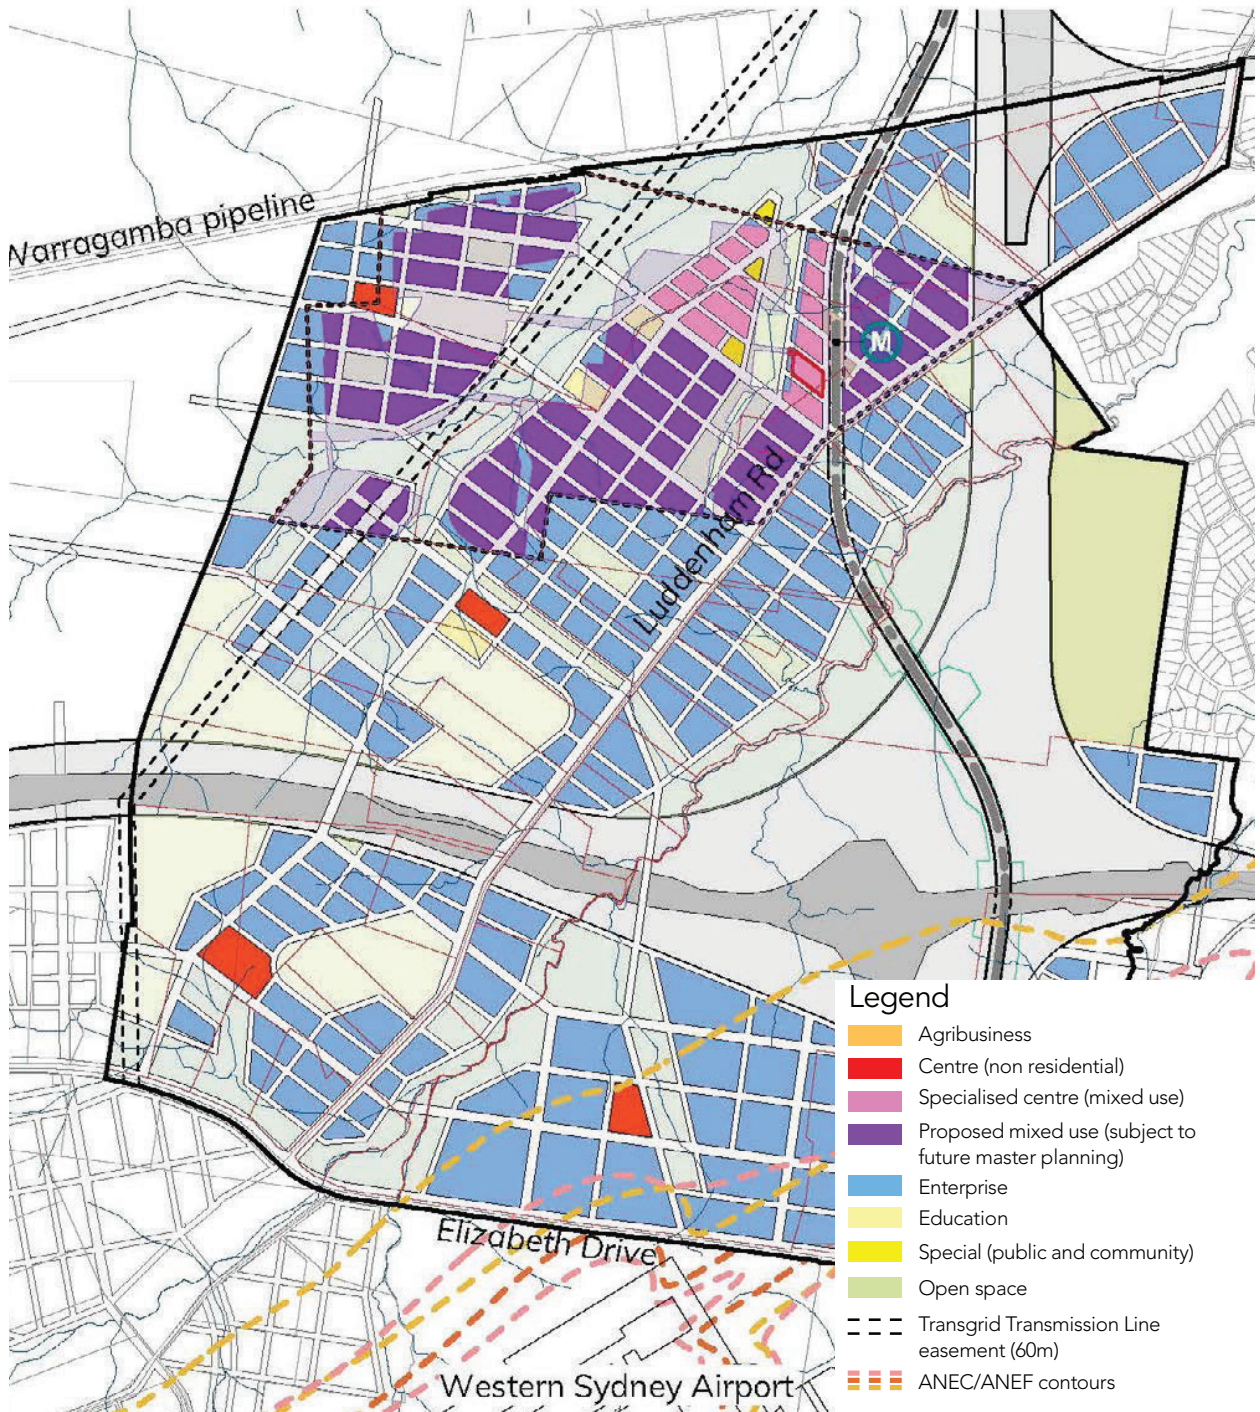 Warragamba pipeline
M
Luddenham Rd
Elizabeth Drive
Western Sydney Airport
Legend
Agribusiness
Centre (non residential)
Specialised centre (mixed use)
Proposed mixed use (subject to
future master planning)
Enterprise
Education
Special (public and community)
Open space
Transgrid Transmission Line
easement (60m)
ANEC/ANEF contours